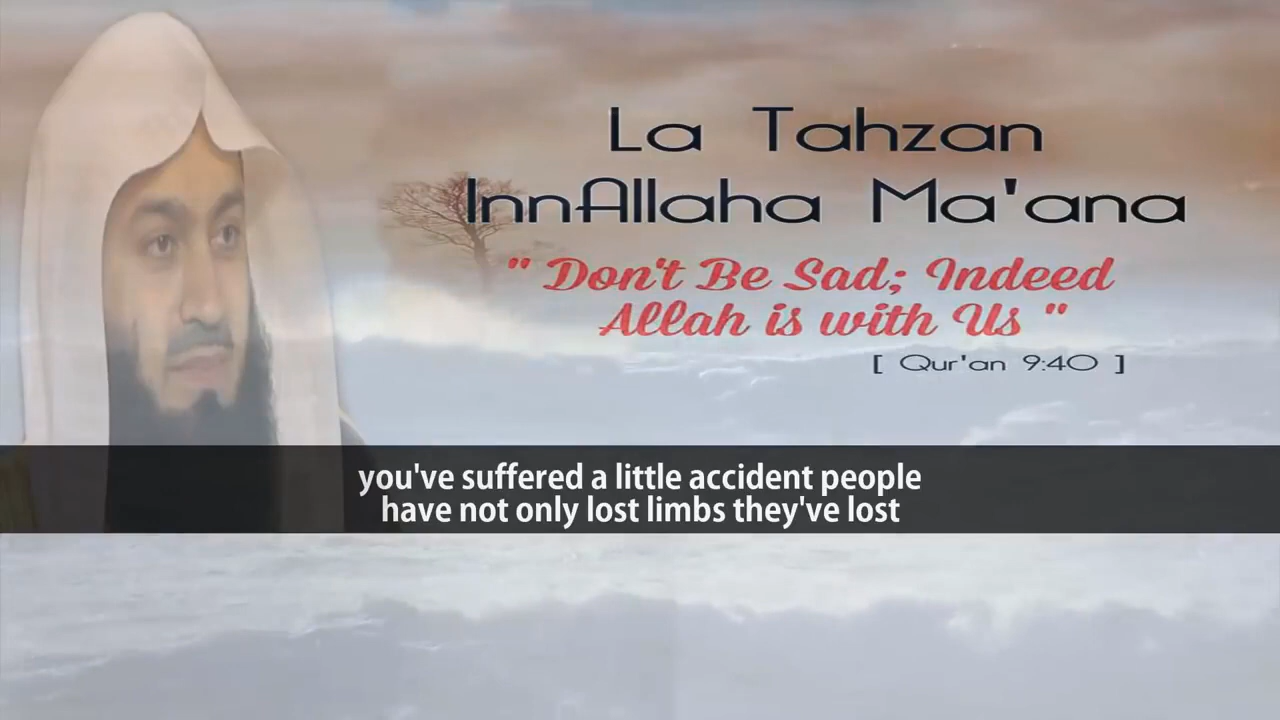 La Tahzan
InnAllaha Ma'ana
" Don't Be Sad; Indeed
Allah is with Us "
[ Qur'an 9:40 ]
you've suffered a little accident people
have not only lost limbs they've lost